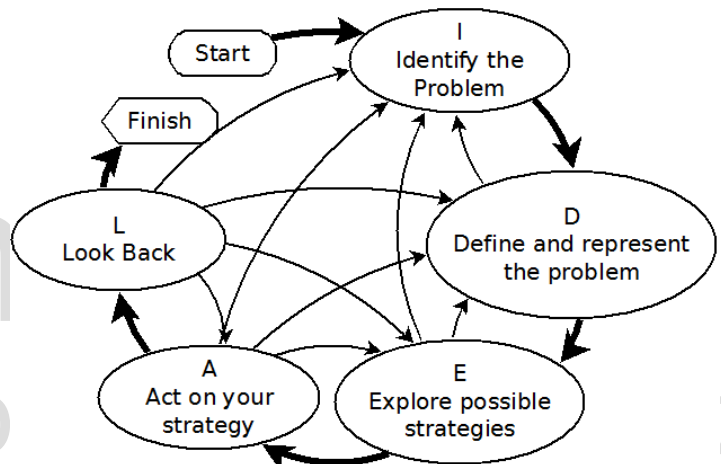 Start
I
Identify the
Problem
Finish
D
Define and represent
the problem
L
Look Back
A
Act on your
strategy
E
Explore possible
strategies